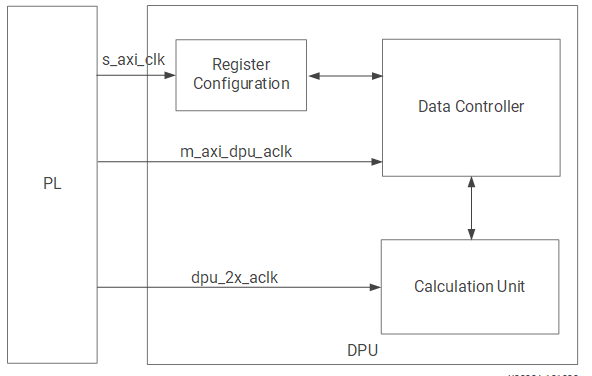 s_axi_clk
Register
Configuration
Data Controller
m_axi_dpu_aclk
PL
dpu_2x_aclk
Calculation Unit
DPU